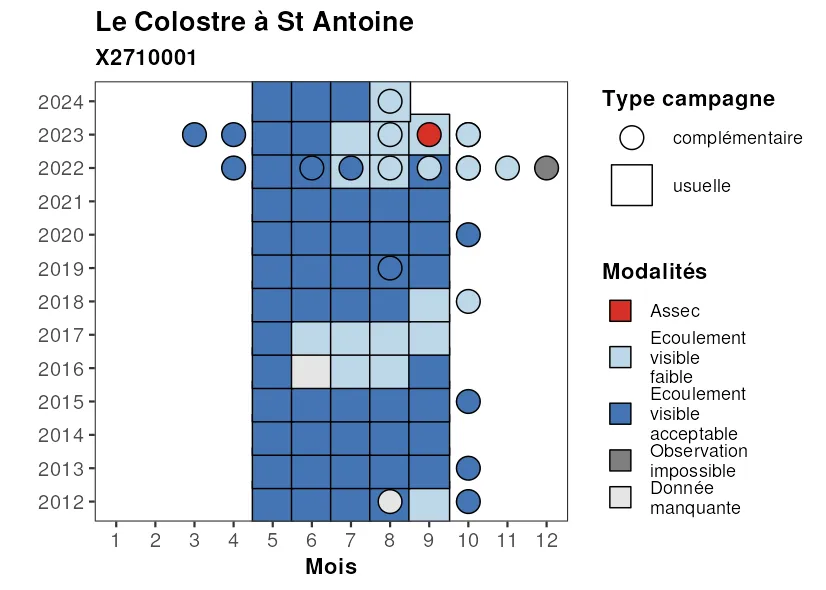 Le Colostre à St Antoine
X2710001
2024
2023
2022
2021
2020
2019
2018
2017
2016
2015
2014
2013
2012
1 2 3 4 5 6 7 8 9 10 11 12
Mois
Type campagne
complémentaire
usuelle
Modalités
Assec
Ecoulement
visible
faible
Ecoulement
visible
acceptable
Observation
impossible
Donnée
manquante